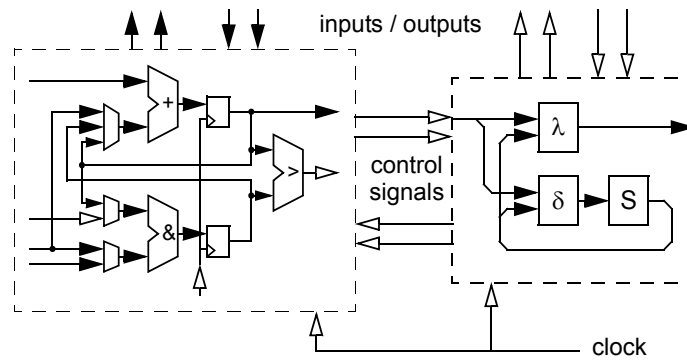 inputs / outputs
+
λ
control
signals
>
δ
S
&
clock